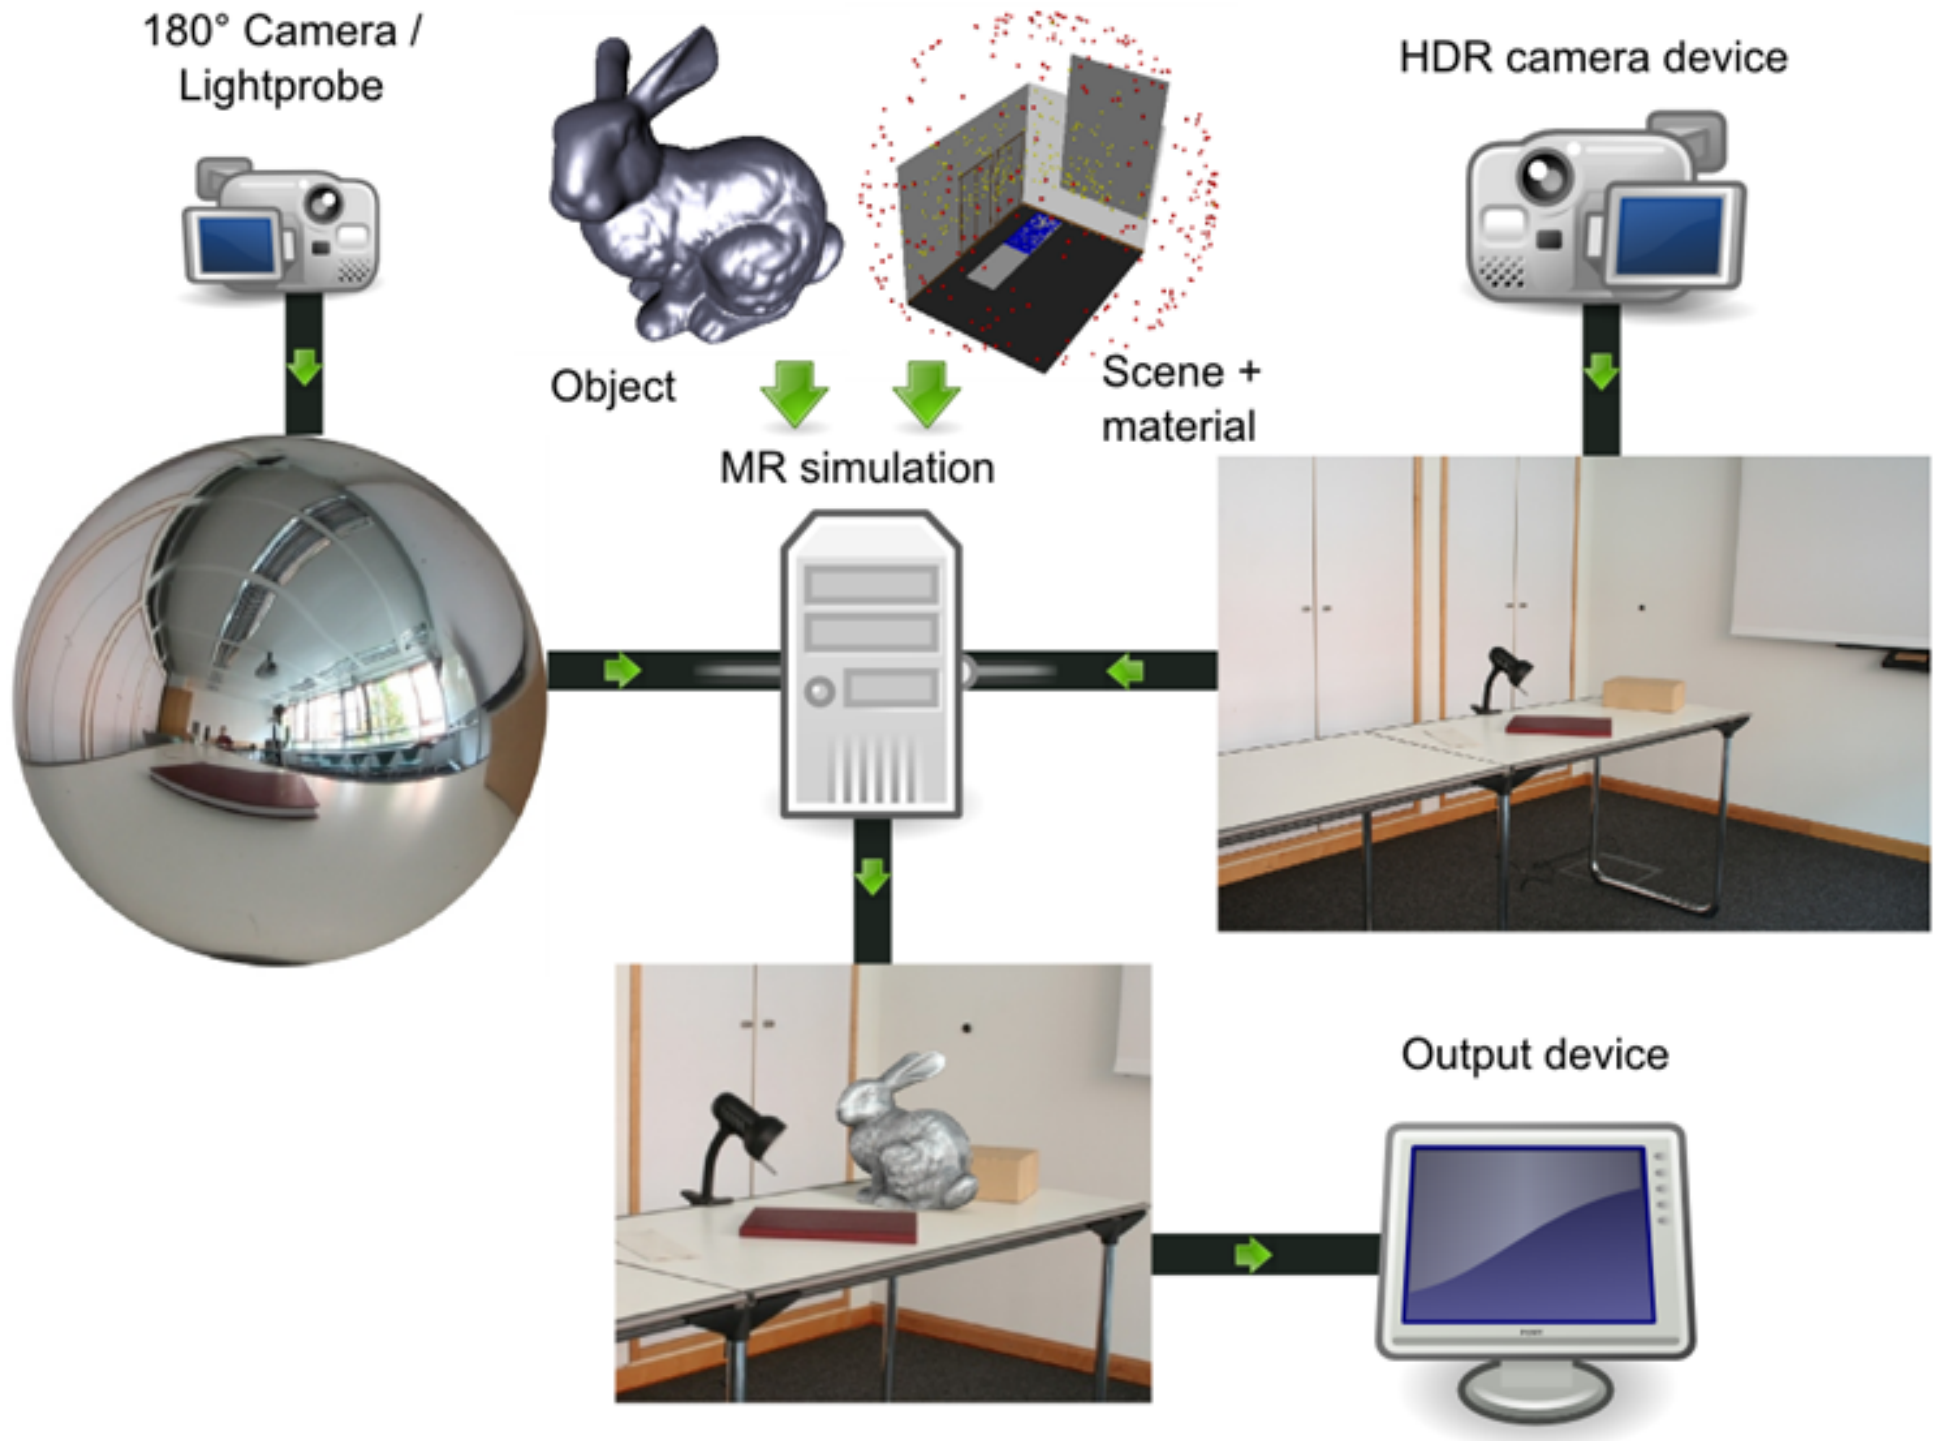 180° Camera /
Lightprobe
HDR camera device
Object
Scene +
material
MR simulation
Output device